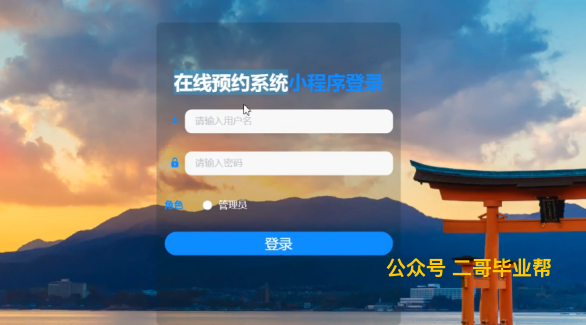 在线预约系统小程序登录
请输入用户名
请输入密码
角色 管理员
登录
公众号 二哥毕业帮